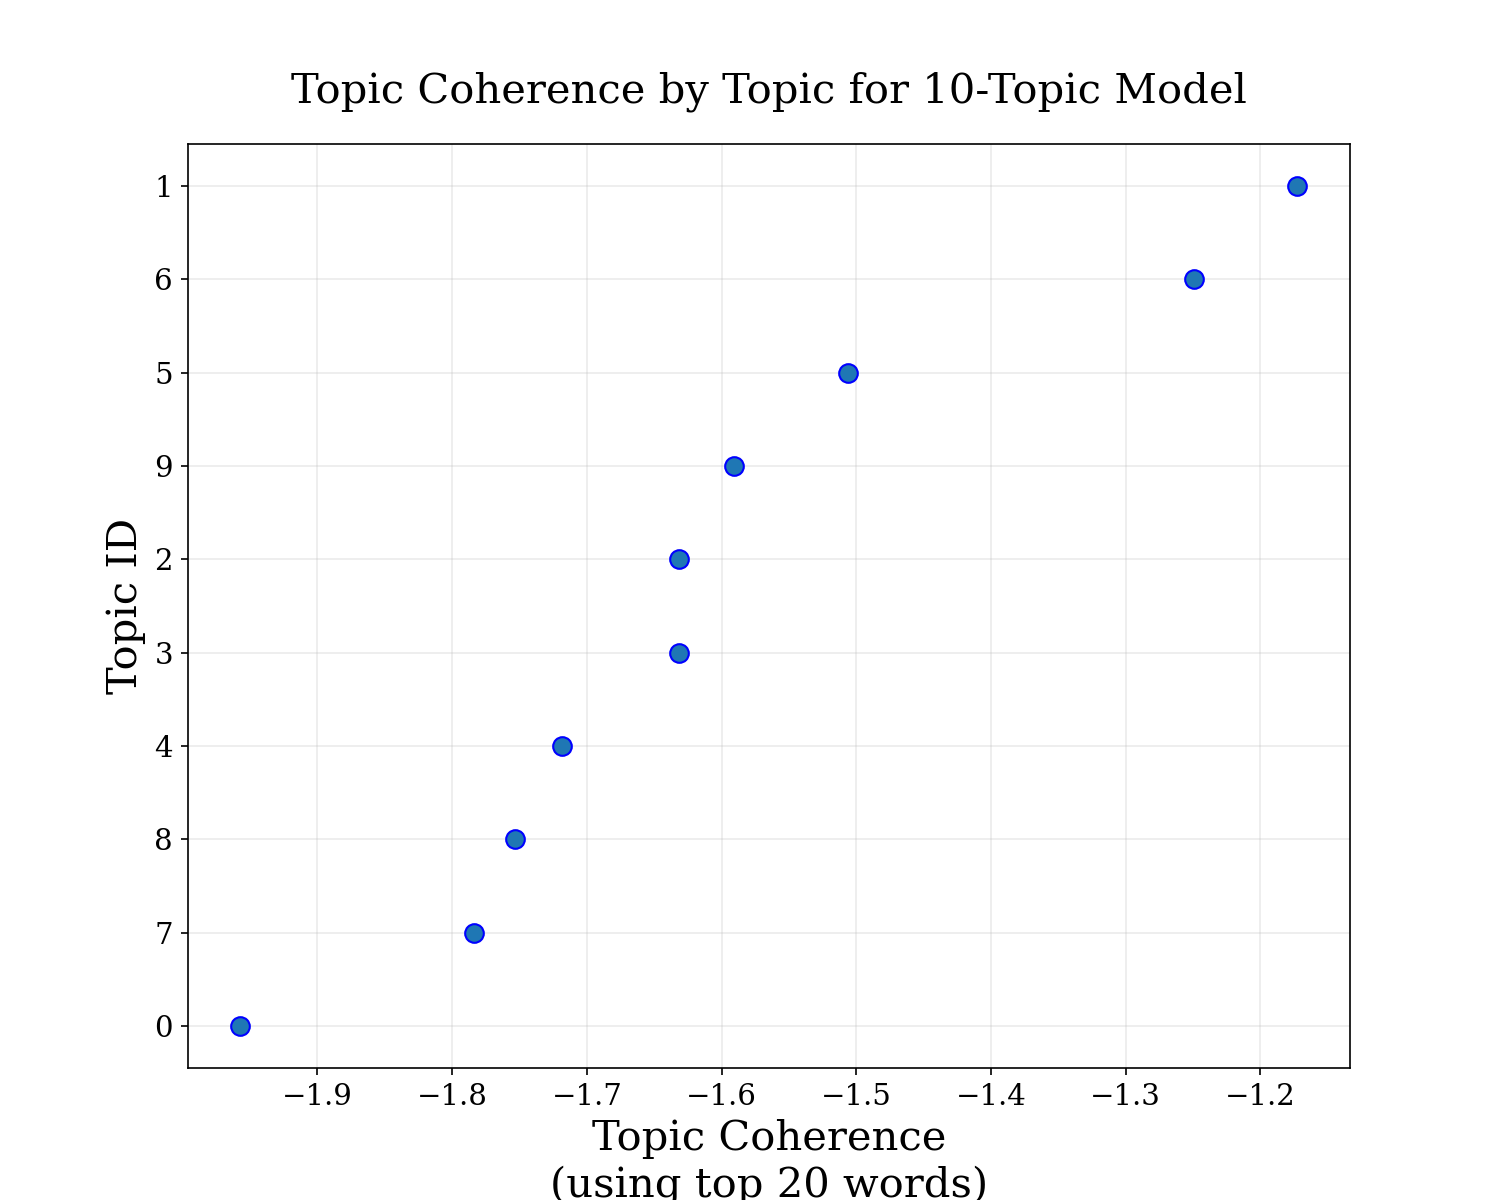 Topic Coherence by Topic for 10-Topic Model
Topic ID
1
6
5
9
2
3
4
8
7
0
−1.9 −1.8 −1.7 −1.6 −1.5 −1.4 −1.3 −1.2
Topic Coherence
(using top 20 words)